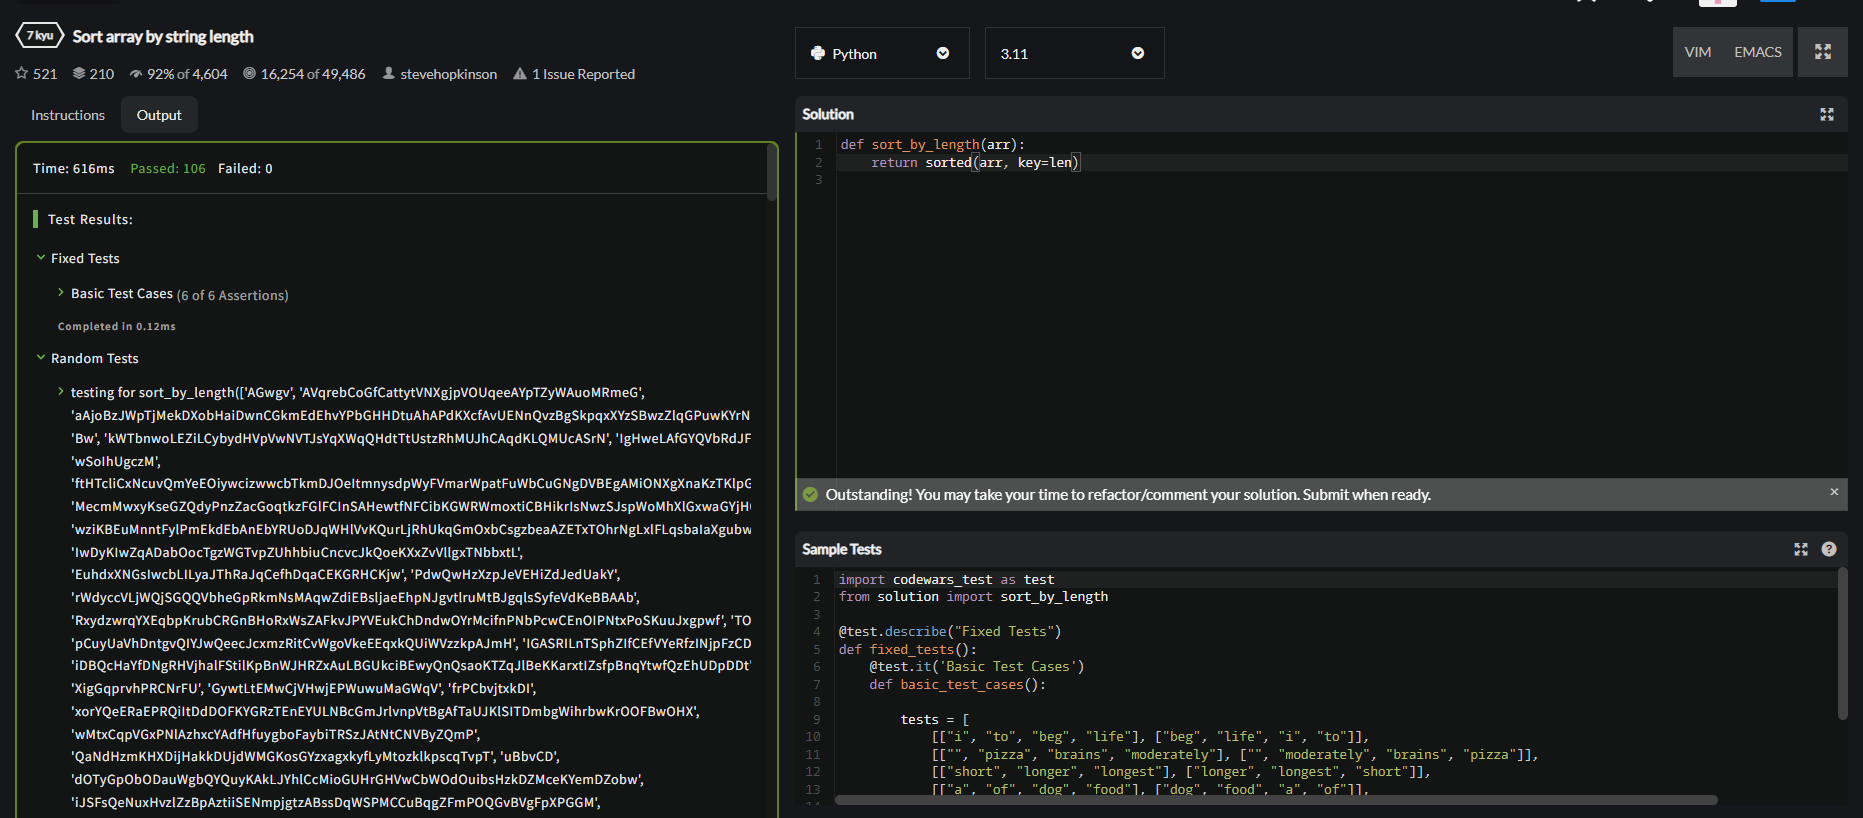 7 kyu Sort array by string length
521 210 92% of 4,604 16,254 of 49,486 stevehopkinson 1 Issue Reported
Instructions Output
Time: 616ms Passed: 106 Failed: 0
Test Results:
Fixed Tests
Basic Test Cases (6 of 6 Assertions)
Completed in 0.12ms
Random Tests
testing for sort_by_length(['AGwgv', 'AVqrebCoGfCattytVNXgjpVOUqeeAYpTZyWAuoMRmeG',
'aAjoBzJWpTjMekDXobHaiDwnCGkmEdEhvYPbGHHDtuAhAPdKXcfAvUENnQvzBgSkpqxXYzSBwzZlqGPuwKYrN
'Bw', 'kWTbnwoLEZiLCybydHVpVwNVTJsYqXWqQHdtTtUstzRhMUJhCAqdKLQMUcASrN', 'IgHweLAfGYQVbRdJF
'wSoIhUgczM',
'ftHTcliCxNcuvQmYeEOiywcizwwcbTkmDJOeItmnysdpWyFVmarWpatFuWbCuGNgDVBEgAMiONXgXnaKzTKlpG
'MecmMwxyKseGZQdyPnzZacGoqtkzFGlFCInSAHewtfNFCibKGWRWmoxtiCBHikrIsNwzSJspWoMhXlGxwaGYjH
'wziKBEuMnntFylPmEkdEbAnEbYRUoDJqWHlVvKQurLjRhUkqGmOxbCsgzbeaAZETxTOhrNgLxlFLqsbaIaXgubw
'IwDyKIwZqADabOocTgzWGTvpZUhhbiuCncvcJkQoeKXxZvVllgxTNbbxtL',
'EuhdxXNGsIwcbLILyaJThRaJqCefhDqaCEKGRHCKjw', 'PdwQwHzXzpJeVEHiZdJedUakY',
'rWdyccVLjWQjSGQQVbheGpRkmNsMAqwZdiEBsljaeEhpNJgvtlruMtBJgqlsSyfeVdKeBBAAb',
'RxydzwrqYXEqbpKrubCRGnBHoRxWsZAFkvJPYVEukChDndwOYrMcifnPNbPcwCEnOIPNtxPoSKuuJxgpwf', 'TO
'pCuyUaVhDntgvQIYJwQeecJcxmzRitCvWgoVkeEEqxkQUiWVzzkpAJmH', 'IGASRILnTSphZIfCEfVYeRfzINjpFzCD
'iDBQcHaYfDNgRHVjhalFStilKpBnWJHRZxAuLBGUkciBEwyQnQsaoKTZqJlBeKKarxtIZsfpBnqYtwfQzEhUDpDDt'
'XigGqprvhPRCNrFU', 'GywtLtEMwCjVHwjEPWuwuMaGWqV', 'frPCbvjtxkDI',
'xorYQeERaEPRQiItDdDOFKYGRzTEnEYULNBcGmJrlvnpVtBgAfTaUJKlSITDmbgWihrbwKrOOFBwOHX',
'wMtxCqpVGxPNlAzhxcYAdfHfuygboFaybiTRSzJAtNtCNVByZQmP',
'QaNdHzmKHXDijHakkDUjdWMGKosGYzxagxkyfLyMtozklkpscqTvpT', 'uBbvCD',
'dOTyGpObODauWgbQYQuyKAkLJYhlCcMioGUHrGHVwCbWOdOuibsHzkDZMceKYemDZobw',
'iJSFsQeNuxHvzlZzBpAztiiSENmpjgtzABssDqWSPMCCuBqgZFmPOQGvBVgFpXPGGM',
Python 3.11 VIM EMACS
Solution
1 def sort_by_length(arr):
2 return sorted(arr, key=len)
3
Outstanding! You may take your time to refactor/comment your solution. Submit when ready.
Sample Tests
1 import codewars_test as test
2 from solution import sort_by_length
3
4 @test.describe("Fixed Tests")
5 def fixed_tests():
6 @test.it('Basic Test Cases')
7 def basic_test_cases():
8
9 tests = [
10 [["i", "to", "beg", "life"], ["beg", "life", "i", "to"]],
11 [["", "pizza", "brains", "moderately"], ["", "moderately", "brains", "pizza"]],
12 [["short", "longer", "longest"], ["longer", "longest", "short"]],
13 [["a", "of", "dog", "food"], ["dog", "food", "a", "of"]],